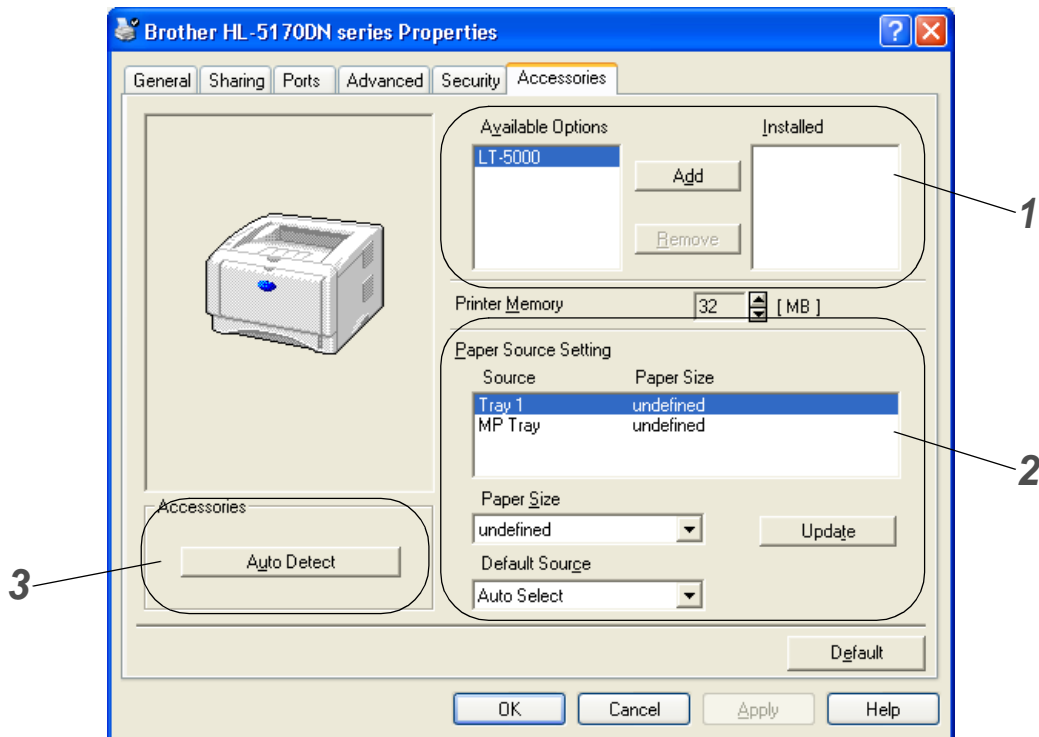 Brother HL-5170DN series Properties
General Sharing Ports Advanced Security Accessories
Available Options Installed
LT-5000
Add
Remove
1
Printer Memory 32 [ MB ]
Paper Source Setting
Source Paper Size
Tray 1 undefined
MP Tray undefined
2
Paper Size
undefined
Update
Default Source
Auto Select
Accessories
Auto Detect
3
Default
OK Cancel Apply Help